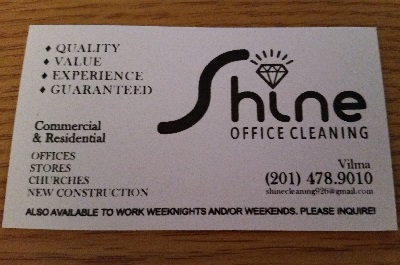 ♦ QUALITY
♦ VALUE
♦ EXPERIENCE
♦ GUARANTEED
Shine
OFFICE CLEANING
Commercial
& Residential
OFFICES
STORES
CHURCHES
NEW CONSTRUCTION
Vilma
(201) 478.9010
shinecleaning926@gmail.com
ALSO AVAILABLE TO WORK WEEKNIGHTS AND/OR WEEKENDS. PLEASE INQUIRE!